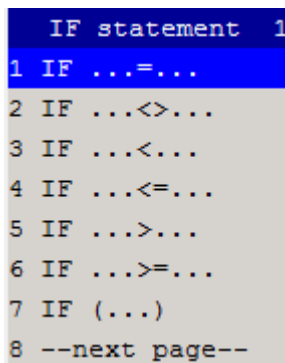 IF statement 1
1 IF ...=...
2 IF ...<>...
3 IF ...<...
4 IF ...<=...
5 IF ...>...
6 IF ...>=...
7 IF (...)
8 --next page--